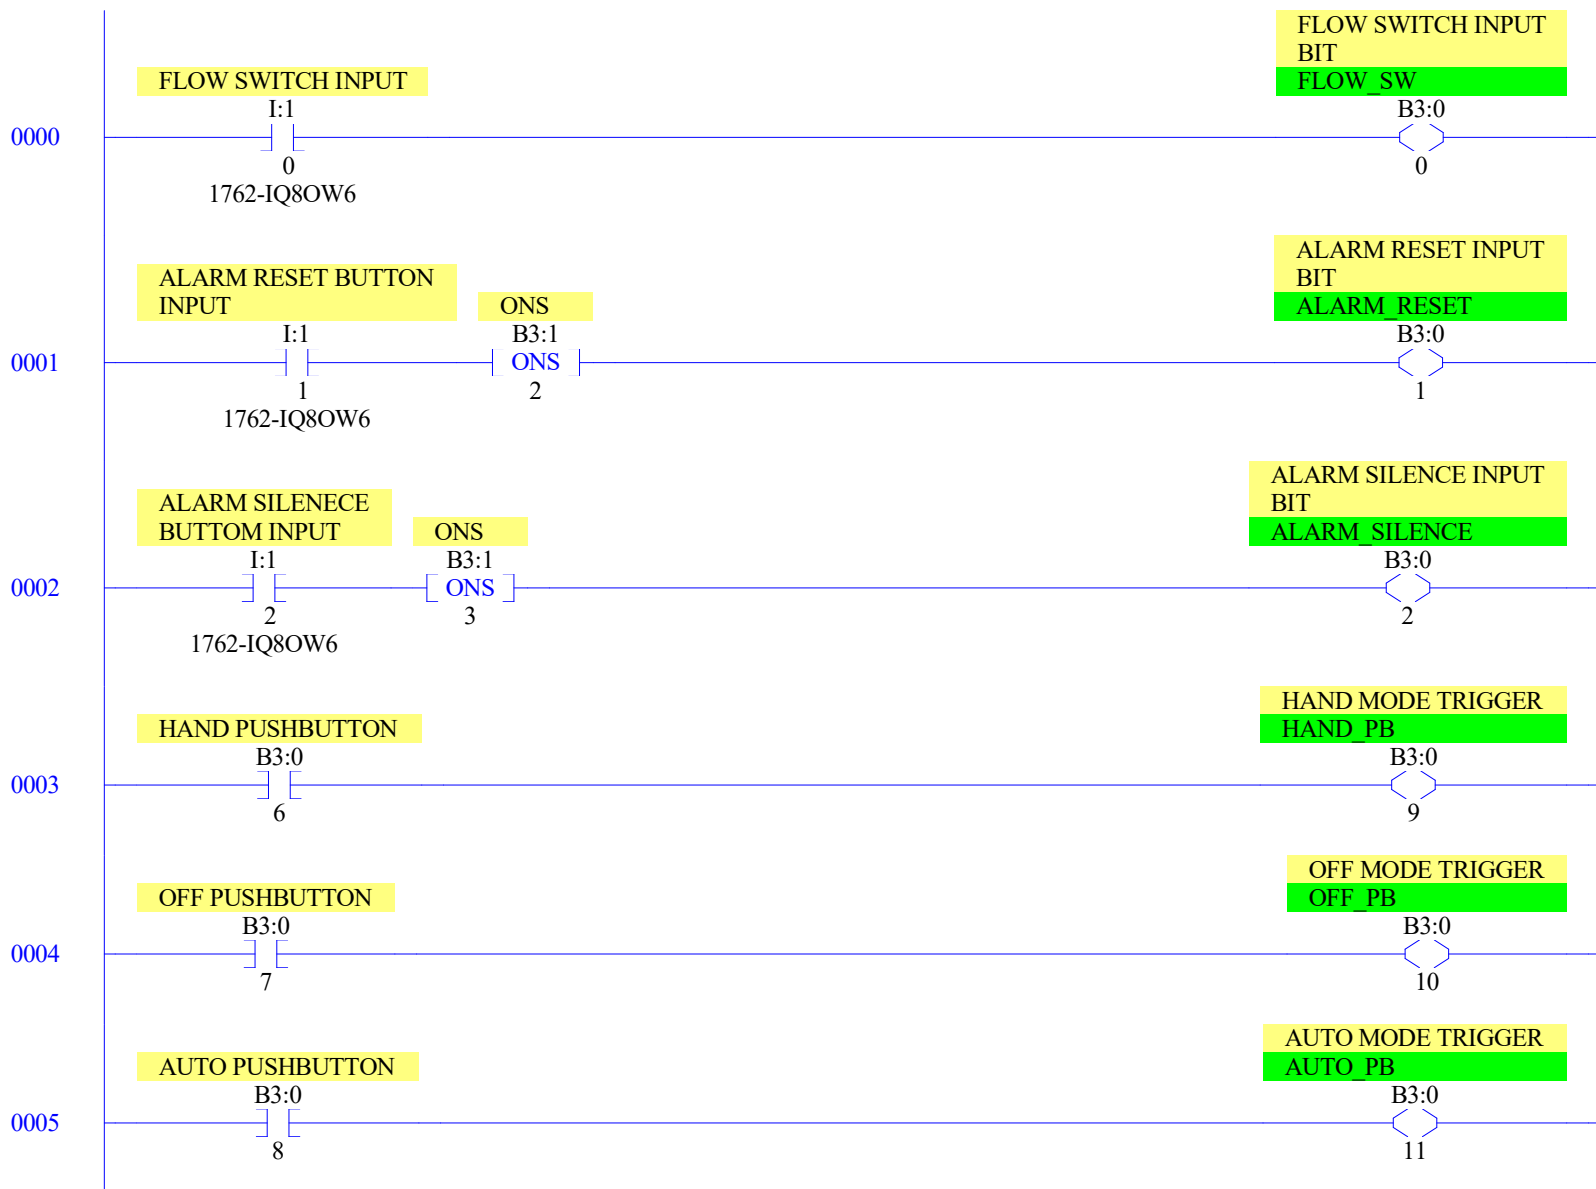 FLOW SWITCH INPUT
BIT
FLOW_SW
FLOW SWITCH INPUT
I:1
B3:0
0000
0
0
1762-IQ8OW6
ALARM RESET INPUT
BIT
ALARM_RESET
ALARM RESET BUTTON
INPUT
ONS
I:1
B3:1
B3:0
0001
ONS
1
2
1
1762-IQ8OW6
ALARM SILENCE INPUT
BIT
ALARM_SILENCE
ALARM SILENECE
BUTTOM INPUT
ONS
I:1
B3:1
B3:0
0002
ONS
2
3
2
1762-IQ8OW6
HAND MODE TRIGGER
HAND_PB
HAND PUSHBUTTON
B3:0
B3:0
0003
6
9
OFF MODE TRIGGER
OFF_PB
OFF PUSHBUTTON
B3:0
B3:0
0004
7
10
AUTO MODE TRIGGER
AUTO_PB
AUTO PUSHBUTTON
B3:0
B3:0
0005
8
11